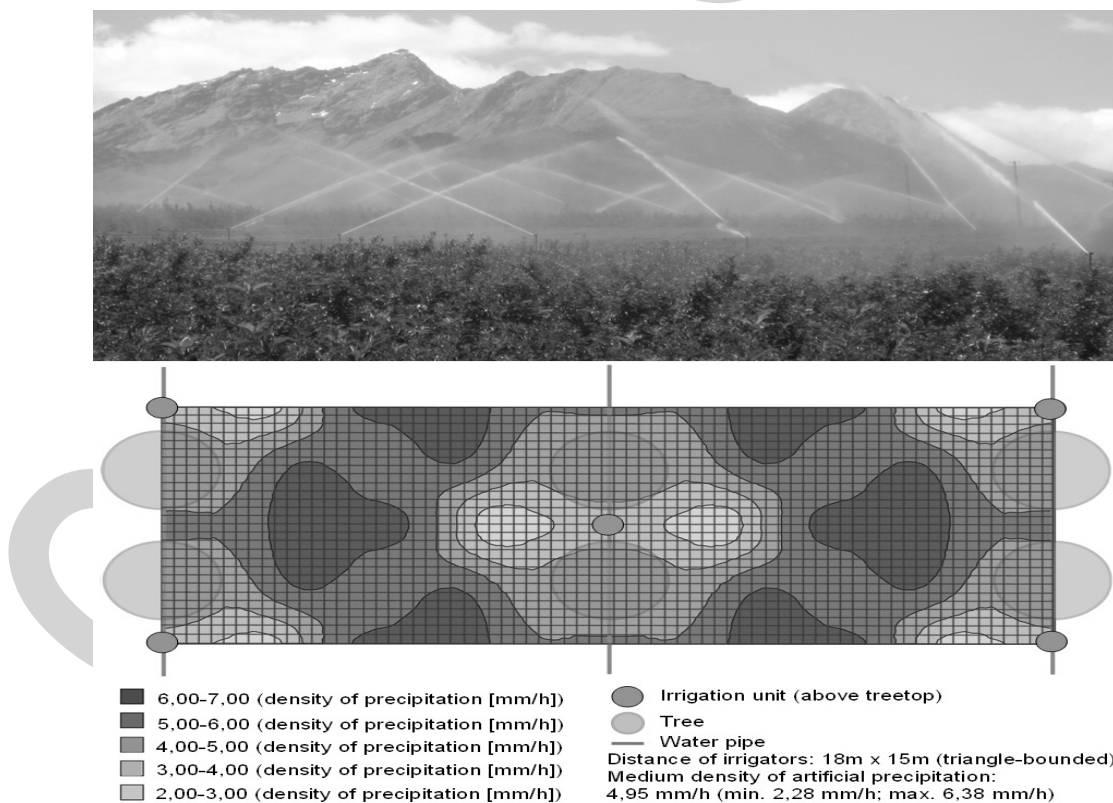 6,00-7,00 (density of precipitation [mm/h])
5,00-6,00 (density of precipitation [mm/h])
4,00-5,00 (density of precipitation [mm/h])
3,00-4,00 (density of precipitation [mm/h])
2,00-3,00 (density of precipitation [mm/h])
Irrigation unit (above treetop)
Tree
Water pipe
Distance of irrigators: 18m x 15m (triangle-bounded)
Medium density of artificial precipitation:
4,95 mm/h (min. 2,28 mm/h; max. 6,38 mm/h)